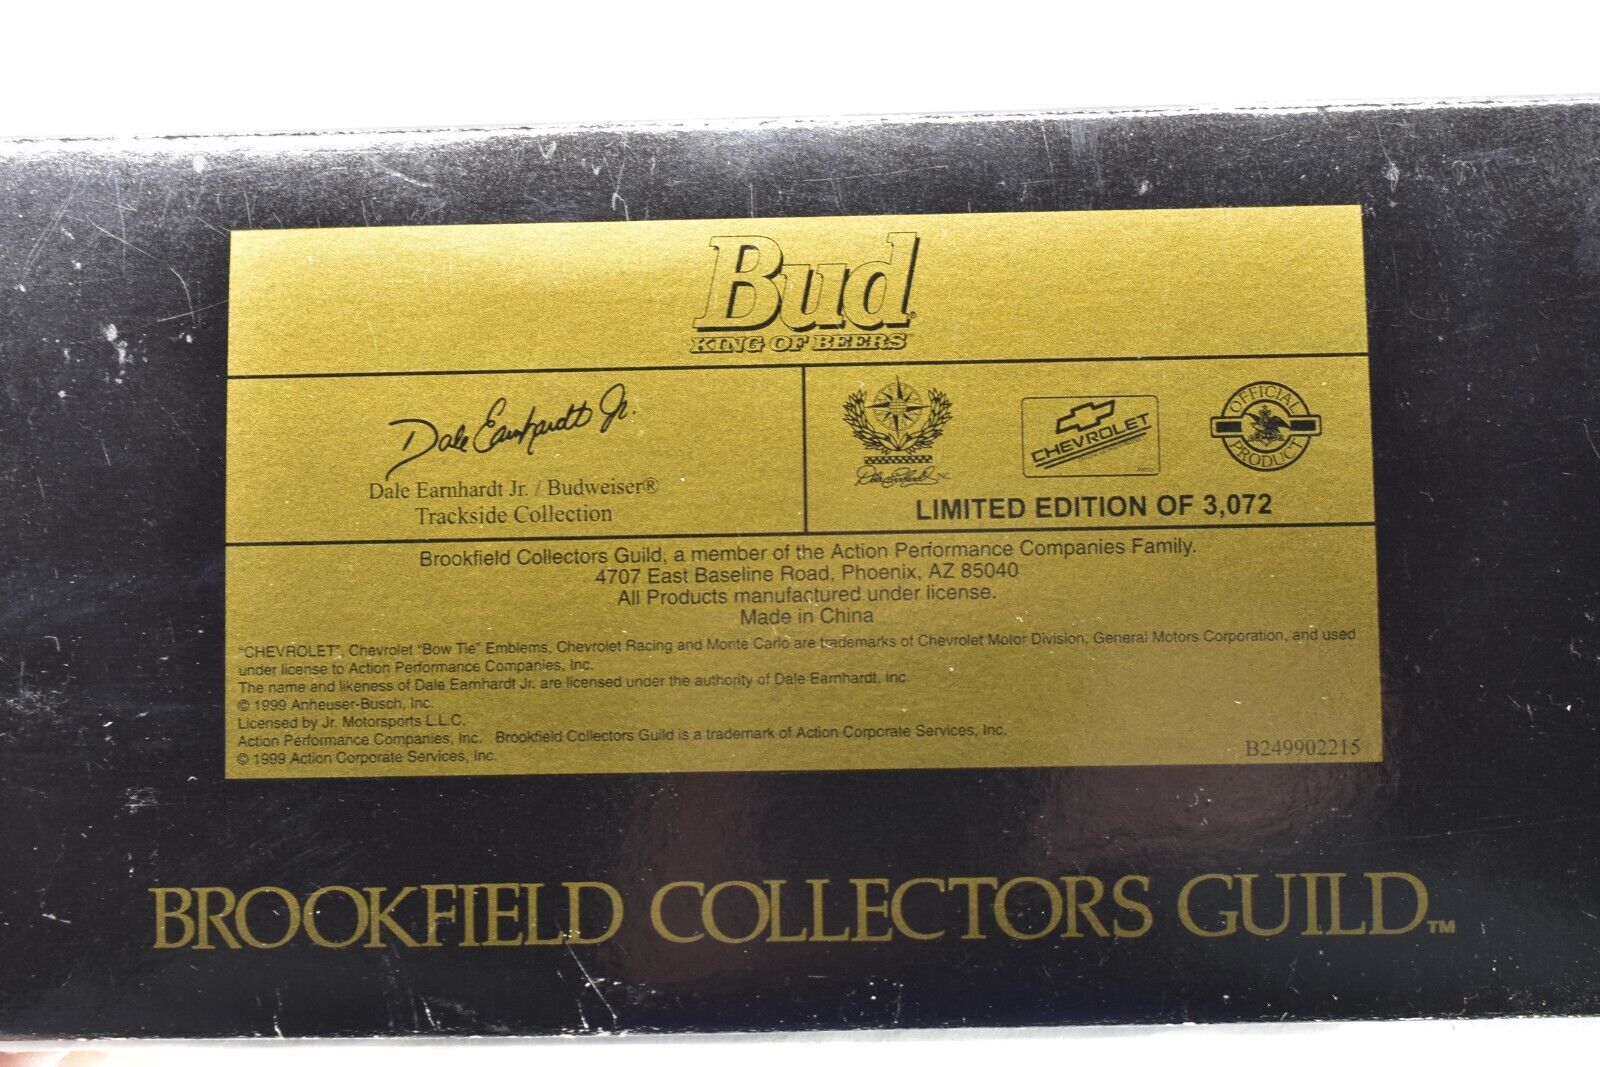 Bud®
KING OF BEERS
Dale Earnhardt Jr.
Dale Earnhardt Jr. / Budweiser®
Trackside Collection
Dale Earnhardt INC
CHEVROLET
OFFICIAL
PRODUCT
LIMITED EDITION OF 3,072
Brookfield Collectors Guild, a member of the Action Performance Companies Family.
4707 East Baseline Road, Phoenix, AZ 85040
All Products manufactured under license.
Made in China
"CHEVROLET", Chevrolet "Bow Tie" Emblems, Chevrolet Racing and Monte Carlo are trademarks of Chevrolet Motor Division, General Motors Corporation, and used
under license to Action Performance Companies, Inc.
The name and likeness of Dale Earnhardt Jr. are licensed under the authority of Dale Earnhardt, Inc.
© 1999 Anheuser-Busch, Inc.
Licensed by Jr. Motorsports L.L.C.
Action Performance Companies, Inc. Brookfield Collectors Guild is a trademark of Action Corporate Services, Inc.
© 1999 Action Corporate Services, Inc.
B249902215
BROOKFIELD COLLECTORS GUILD™